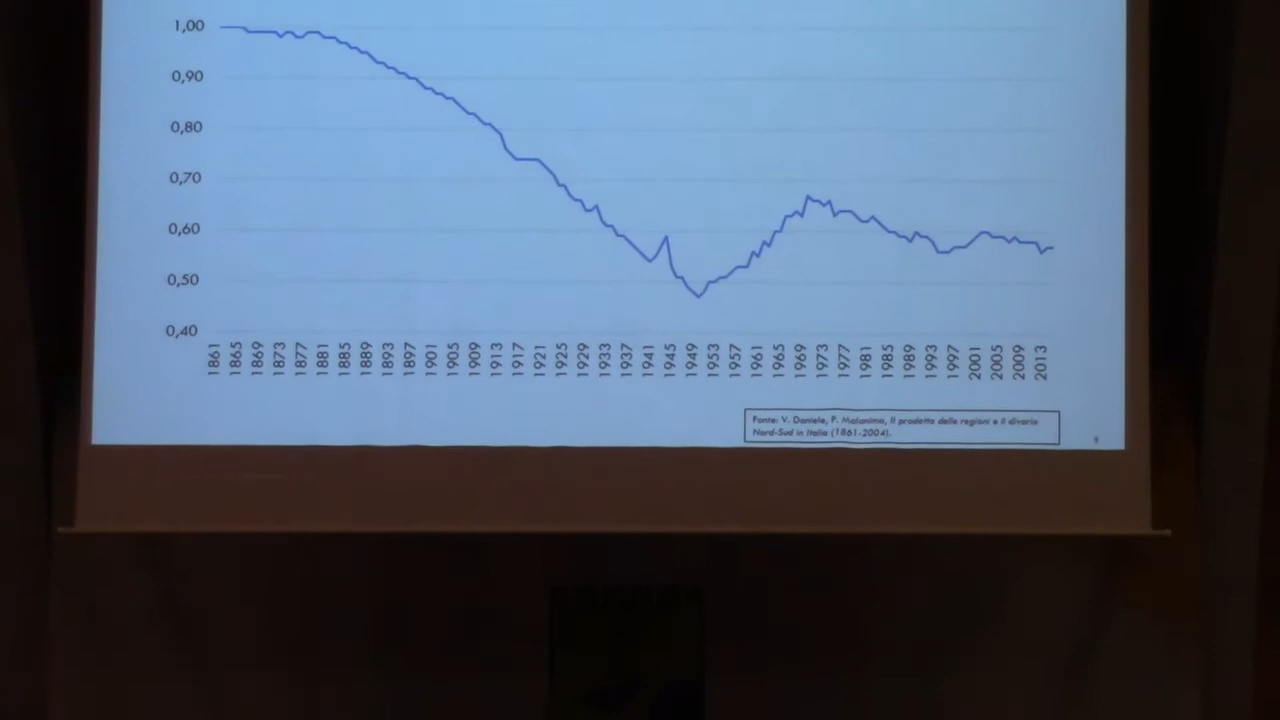 1,00
0,90
0,80
0,70
0,60
0,50
0,40
1861 1865 1869 1873 1877 1881 1885 1889 1893 1897 1901 1905 1909 1913 1917 1921 1925 1929 1933 1937 1941 1945 1949 1953 1957 1961 1965 1969 1973 1977 1981 1985 1989 1993 1997 2001 2005 2009 2013
Fonte: V. Daniele, P. Malanima, Il prodotto delle regioni e il divario
Nord-Sud in Italia (1861-2004).
9